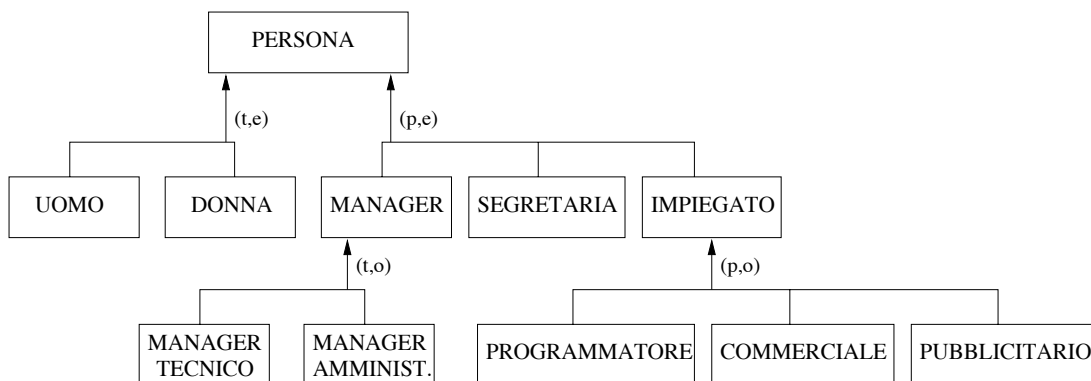 PERSONA
(t,e)
(p,e)
UOMO
DONNA
MANAGER
SEGRETARIA
IMPIEGATO
(t,o)
(p,o)
MANAGER
TECNICO
MANAGER
AMMINIST.
PROGRAMMATORE
COMMERCIALE
PUBBLICITARIO